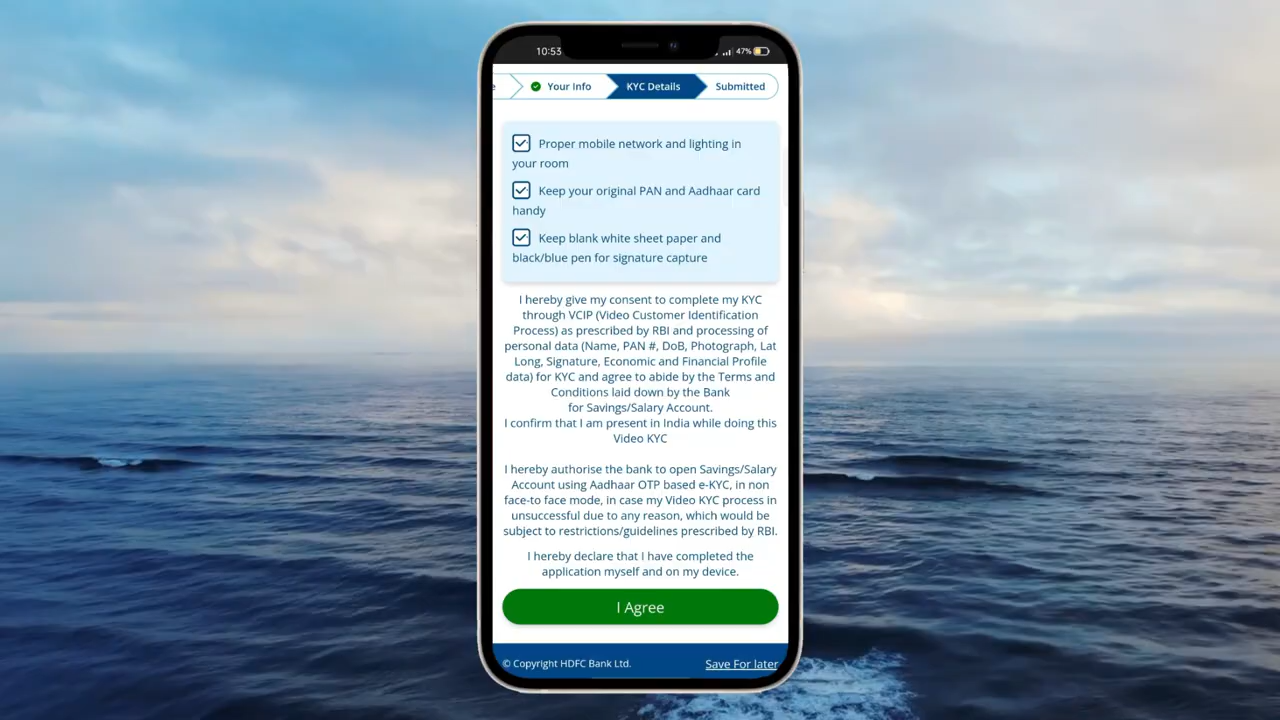 10:53
47%
e
Your Info
KYC Details
Submitted
Proper mobile network and lighting in
your room
Keep your original PAN and Aadhaar card
handy
Keep blank white sheet paper and
black/blue pen for signature capture
I hereby give my consent to complete my KYC
through VCIP (Video Customer Identification
Process) as prescribed by RBI and processing of
personal data (Name, PAN #, DoB, Photograph, Lat
Long, Signature, Economic and Financial Profile
data) for KYC and agree to abide by the Terms and
Conditions laid down by the Bank
for Savings/Salary Account.
I confirm that I am present in India while doing this
Video KYC
I hereby authorise the bank to open Savings/Salary
Account using Aadhaar OTP based e-KYC, in non
face-to face mode, in case my Video KYC process in
unsuccessful due to any reason, which would be
subject to restrictions/guidelines prescribed by RBI.
I hereby declare that I have completed the
application myself and on my device.
I Agree
© Copyright HDFC Bank Ltd.
Save For later